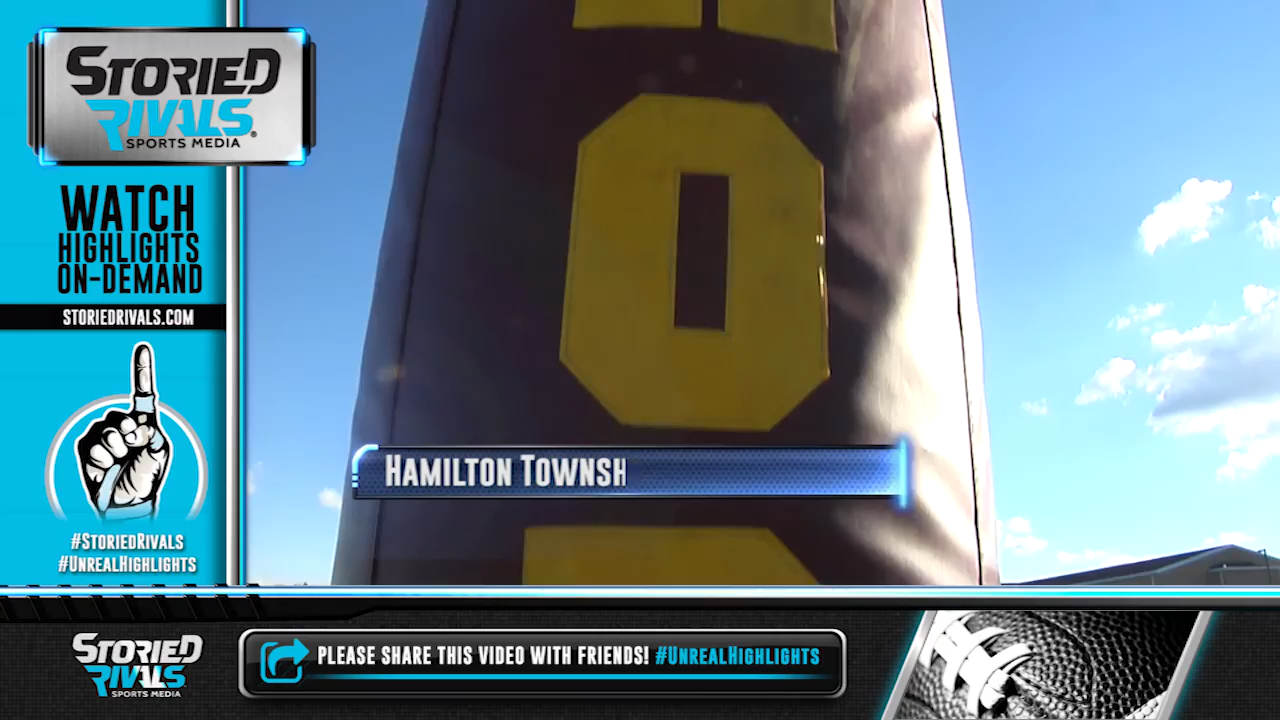 STORIED
RIVALS®
SPORTS MEDIA
WATCH
HIGHLIGHTS
ON-DEMAND
STORIEDRIVALS.COM
#STORIEDRIVALS
#UNREALHIGHLIGHTS
O
HAMILTON TOWNSH
STORIED
RIVALS
SPORTS MEDIA
PLEASE SHARE THIS VIDEO WITH FRIENDS! #UNREALHIGHLIGHTS